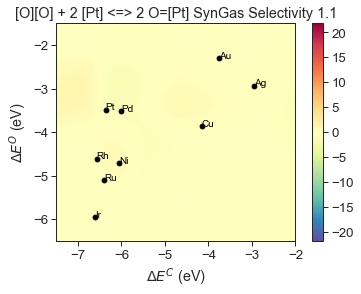 [O][O] + 2 [Pt] <=> 2 O=[Pt] SynGas Selectivity 1.1
−2
−3
−4
−5
−6
ΔE^O (eV)
Au
Ag
Pt
Pd
Cu
Rh
Ni
Ru
Ir
−7
−6
−5
−4
−3
−2
ΔE^C (eV)
20
15
10
5
0
−5
−10
−15
−20